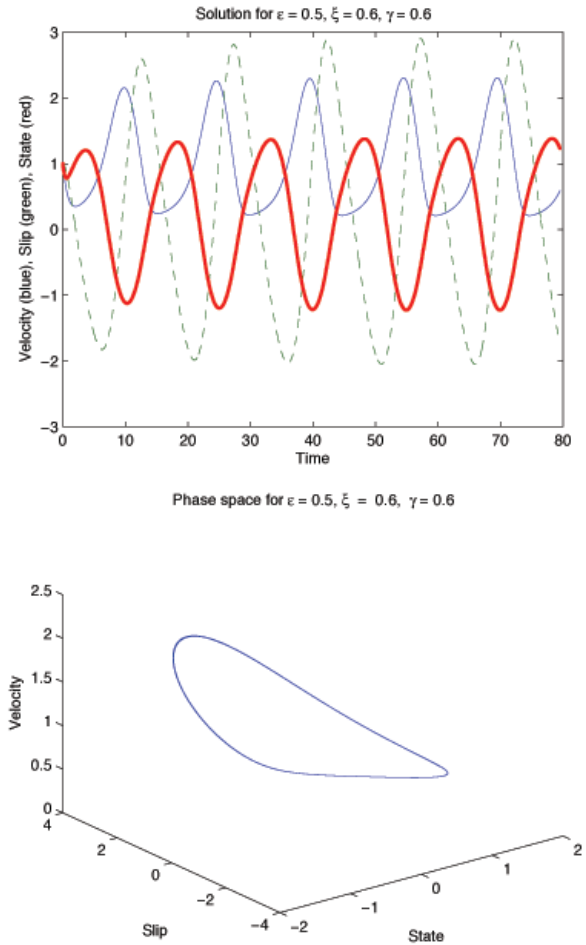 Solution for ε = 0.5, ξ = 0.6, γ = 0.6
Velocity (blue), Slip (green), State (red)
3
2
1
0
−1
−2
−3
0 10 20 30 40 50 60 70 80
Time
Phase space for ε = 0.5, ξ = 0.6, γ = 0.6
Velocity
2.5
2
1.5
1
0.5
0
4
2
0
−2
−4
Slip
−2
−1
0
1
2
State